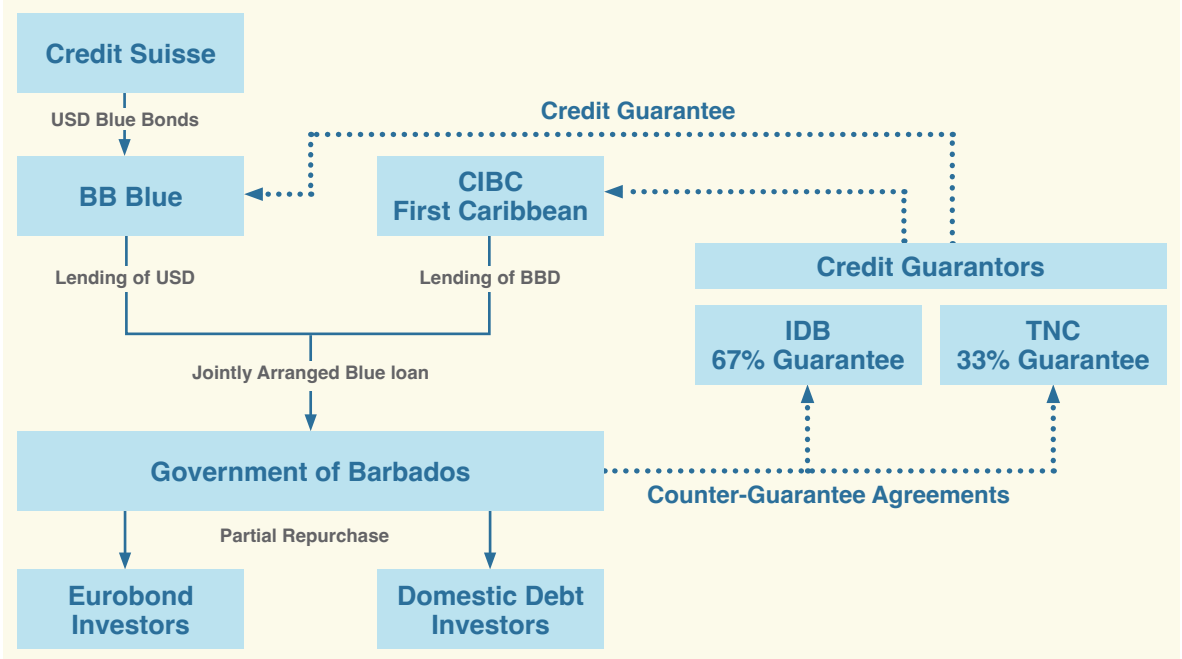 Credit Suisse
USD Blue Bonds
Credit Guarantee
BB Blue
CIBC
First Caribbean
Lending of USD
Lending of BBD
Credit Guarantors
IDB
67% Guarantee
TNC
33% Guarantee
Jointly Arranged Blue loan
Government of Barbados
Counter-Guarantee Agreements
Partial Repurchase
Eurobond
Investors
Domestic Debt
Investors